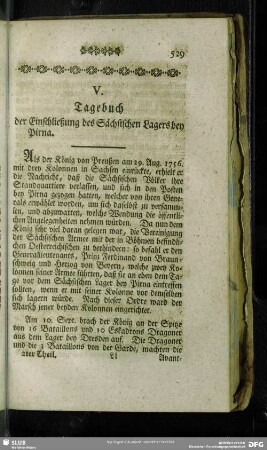 529
V.
Tagebuch
der Einschließung des Sächsischen Lagers bey
Pirna.
Als der König von Preußen am 29. Aug. 1756.
mit drey Kolonnen in Sachsen einrückte, erhielt er
die Nachricht, daß die Sächsischen Völker ihre
Standquartiere verlassen, und sich in den Posten
bey Pirna gezogen hatten, welcher von ihren Gene-
rals erwählet worden, um sich daselbst zu versamm-
len, und abzuwarten, welche Wendung die öffentli-
chen Angelegenheiten nehmen würden. Da nun dem
König sehr viel daran gelegen war, die Vereinigung
der Sächsischen Armee mit der in Böhmen befindli-
chen Oesterreichischen zu verhindern: so befahl er den
Generallieutenants, Prinz Ferdinand von Braun-
schweig und Herzog von Bevern, welche zwey Ko-
lonnen seiner Armee führten, daß sie an eben dem Ta-
ge vor dem Sächsischen Lager bey Pirna eintreffen
sollten, wenn er mit seiner Kolonne vor demselben
sich lagern würde. Nach dieser Ordre ward der
Marsch jener beyden Kolonnen eingerichtet.
Am 10. Sept. brach der König an der Spitze
von 16 Bataillons und 10 Eskadrons Dragoner
aus dem Lager bey Dresden auf. Die Dragoner
und die 3 Bataillons von der Garde, machten die
2ter Theil. Ll Avant-
SLUB